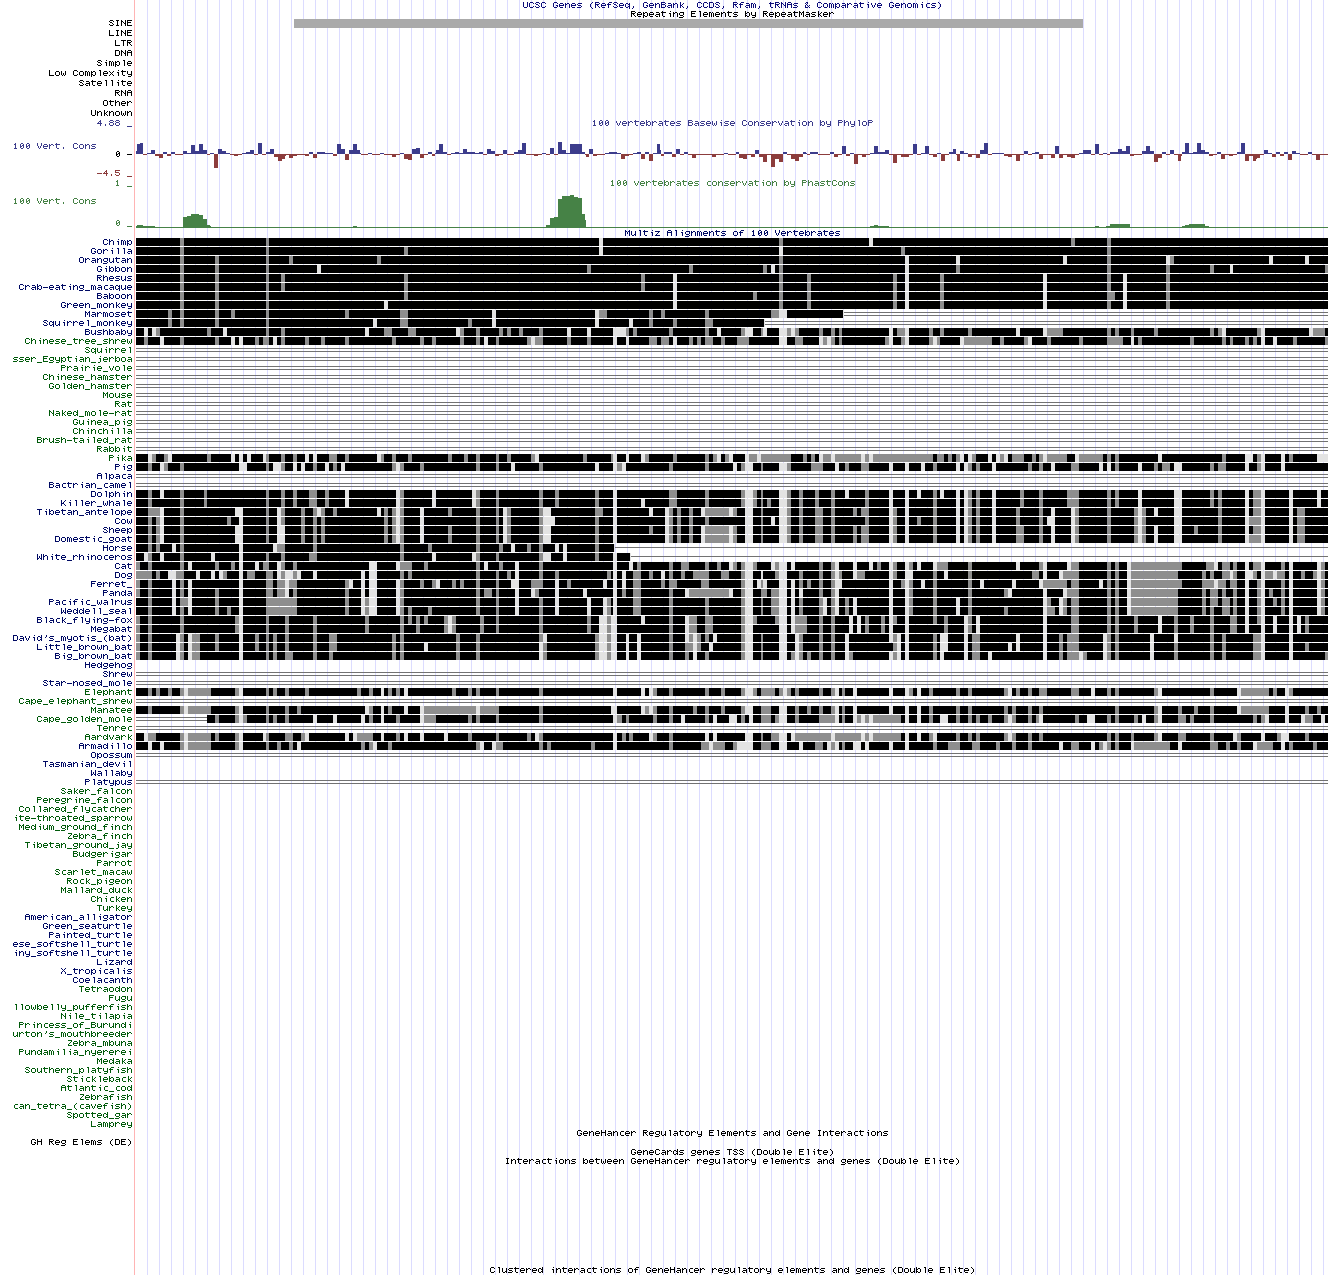 UCSC Genes (RefSeq, GenBank, CCDS, Rfam, tRNAs & Comparative Genomics)
Repeating Elements by RepeatMasker
SINE
LINE
LTR
DNA
Simple
Low Complexity
Satellite
RNA
Other
Unknown
4.88 _
100 vertebrates Basewise Conservation by PhyloP
100 Vert. Cons
0 _
-4.5 _
1 _
100 vertebrates conservation by PhastCons
100 Vert. Cons
0 _
Multiz Alignments of 100 Vertebrates
Chimp
Gorilla
Orangutan
Gibbon
Rhesus
Crab-eating_macaque
Baboon
Green_monkey
Marmoset
Squirrel_monkey
Bushbaby
Chinese_tree_shrew
Squirrel
sser_Egyptian_jerboa
Prairie_vole
Chinese_hamster
Golden_hamster
Mouse
Rat
Naked_mole-rat
Guinea_pig
Chinchilla
Brush-tailed_rat
Rabbit
Pika
Pig
Alpaca
Bactrian_camel
Dolphin
Killer_whale
Tibetan_antelope
Cow
Sheep
Domestic_goat
Horse
White_rhinoceros
Cat
Dog
Ferret_
Panda
Pacific_walrus
Weddell_seal
Black_flying-fox
Megabat
David's_myotis_(bat)
Little_brown_bat
Big_brown_bat
Hedgehog
Shrew
Star-nosed_mole
Elephant
Cape_elephant_shrew
Manatee
Cape_golden_mole
Tenrec
Aardvark
Armadillo
Opossum
Tasmanian_devil
Wallaby
Platypus
Saker_falcon
Peregrine_falcon
Collared_flycatcher
ite-throated_sparrow
Medium_ground_finch
Zebra_finch
Tibetan_ground_jay
Budgerigar
Parrot
Scarlet_macaw
Rock_pigeon
Mallard_duck
Chicken
Turkey
American_alligator
Green_seaturtle
Painted_turtle
ese_softshell_turtle
iny_softshell_turtle
Lizard
X_tropicalis
Coelacanth
Tetraodon
Fugu
llowbelly_pufferfish
Nile_tilapia
Princess_of_Burundi
urton's_mouthbreeder
Zebra_mbuna
Pundamilia_nyererei
Medaka
Southern_platyfish
Stickleback
Atlantic_cod
Zebrafish
can_tetra_(cavefish)
Spotted_gar
Lamprey
GeneHancer Regulatory Elements and Gene Interactions
GH Reg Elems (DE)
GeneCards genes TSS (Double Elite)
Interactions between GeneHancer regulatory elements and genes (Double Elite)
Clustered interactions of GeneHancer regulatory elements and genes (Double Elite)